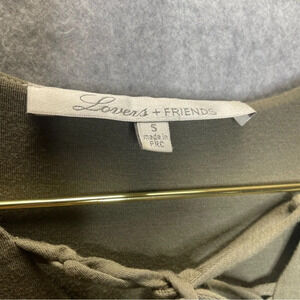 Lovers + FRIENDS
S
made in
PRC